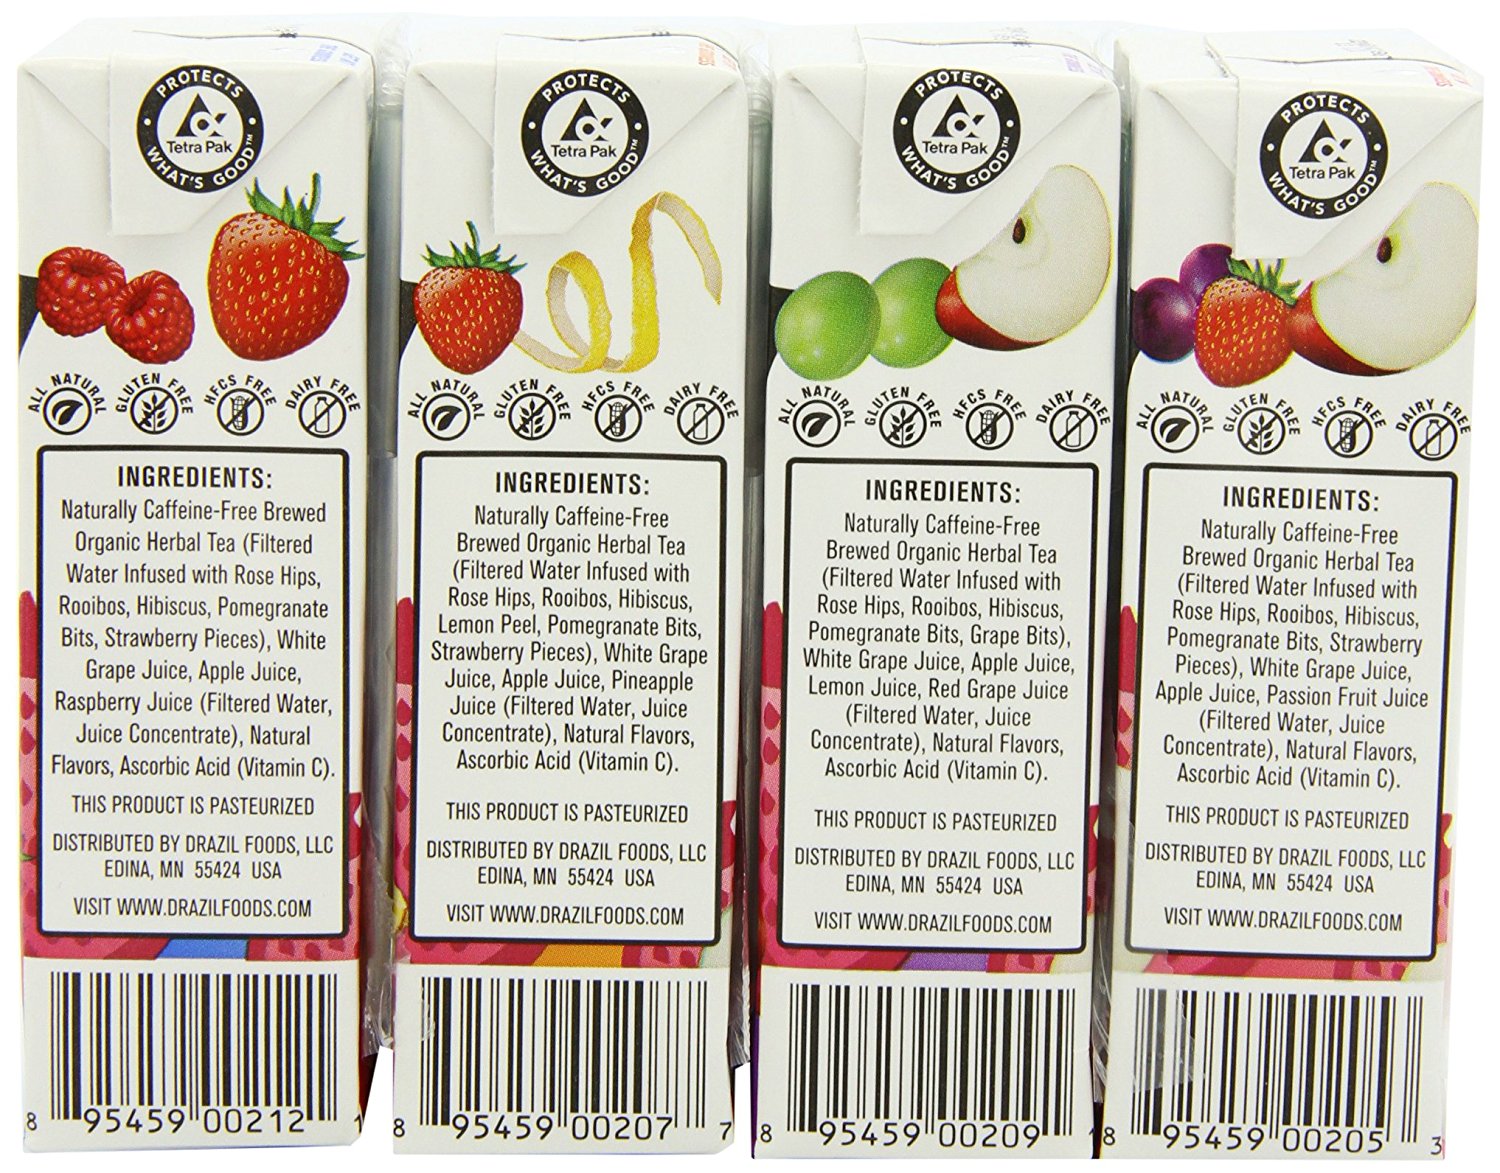 PROTECTS
Tetra Pak
WHAT'S GOOD™
ALL NATURAL
GLUTEN FREE
HFCS FREE
DAIRY FREE
INGREDIENTS:
Naturally Caffeine-Free Brewed
Organic Herbal Tea (Filtered
Water Infused with Rose Hips,
Rooibos, Hibiscus, Pomegranate
Bits, Strawberry Pieces), White
Grape Juice, Apple Juice,
Raspberry Juice (Filtered Water,
Juice Concentrate), Natural
Flavors, Ascorbic Acid (Vitamin C).
THIS PRODUCT IS PASTEURIZED
DISTRIBUTED BY DRAZIL FOODS, LLC
EDINA, MN 55424 USA
VISIT WWW.DRAZILFOODS.COM
8 95459 00212 1
PROTECTS
Tetra Pak
WHAT'S GOOD™
ALL NATURAL
GLUTEN FREE
HFCS FREE
DAIRY FREE
INGREDIENTS:
Naturally Caffeine-Free
Brewed Organic Herbal Tea
(Filtered Water Infused with
Rose Hips, Rooibos, Hibiscus,
Lemon Peel, Pomegranate Bits,
Strawberry Pieces), White Grape
Juice, Apple Juice, Pineapple
Juice (Filtered Water, Juice
Concentrate), Natural Flavors,
Ascorbic Acid (Vitamin C).
THIS PRODUCT IS PASTEURIZED
DISTRIBUTED BY DRAZIL FOODS, LLC
EDINA, MN 55424 USA
VISIT WWW.DRAZILFOODS.COM
8 95459 00207 7
PROTECTS
Tetra Pak
WHAT'S GOOD™
ALL NATURAL
GLUTEN FREE
HFCS FREE
DAIRY FREE
INGREDIENTS:
Naturally Caffeine-Free
Brewed Organic Herbal Tea
(Filtered Water Infused with
Rose Hips, Rooibos, Hibiscus,
Pomegranate Bits, Grape Bits),
White Grape Juice, Apple Juice,
Lemon Juice, Red Grape Juice
(Filtered Water, Juice
Concentrate), Natural Flavors,
Ascorbic Acid (Vitamin C).
THIS PRODUCT IS PASTEURIZED
DISTRIBUTED BY DRAZIL FOODS, LLC
EDINA, MN 55424 USA
VISIT WWW.DRAZILFOODS.COM
8 95459 00209 1
PROTECTS
Tetra Pak
WHAT'S GOOD™
ALL NATURAL
GLUTEN FREE
HFCS FREE
DAIRY FREE
INGREDIENTS:
Naturally Caffeine-Free
Brewed Organic Herbal Tea
(Filtered Water Infused with
Rose Hips, Rooibos, Hibiscus,
Pomegranate Bits, Strawberry
Pieces), White Grape Juice,
Apple Juice, Passion Fruit Juice
(Filtered Water, Juice
Concentrate), Natural Flavors,
Ascorbic Acid (Vitamin C).
THIS PRODUCT IS PASTEURIZED
DISTRIBUTED BY DRAZIL FOODS, LLC
EDINA, MN 55424 USA
VISIT WWW.DRAZILFOODS.COM
8 95459 00205 3